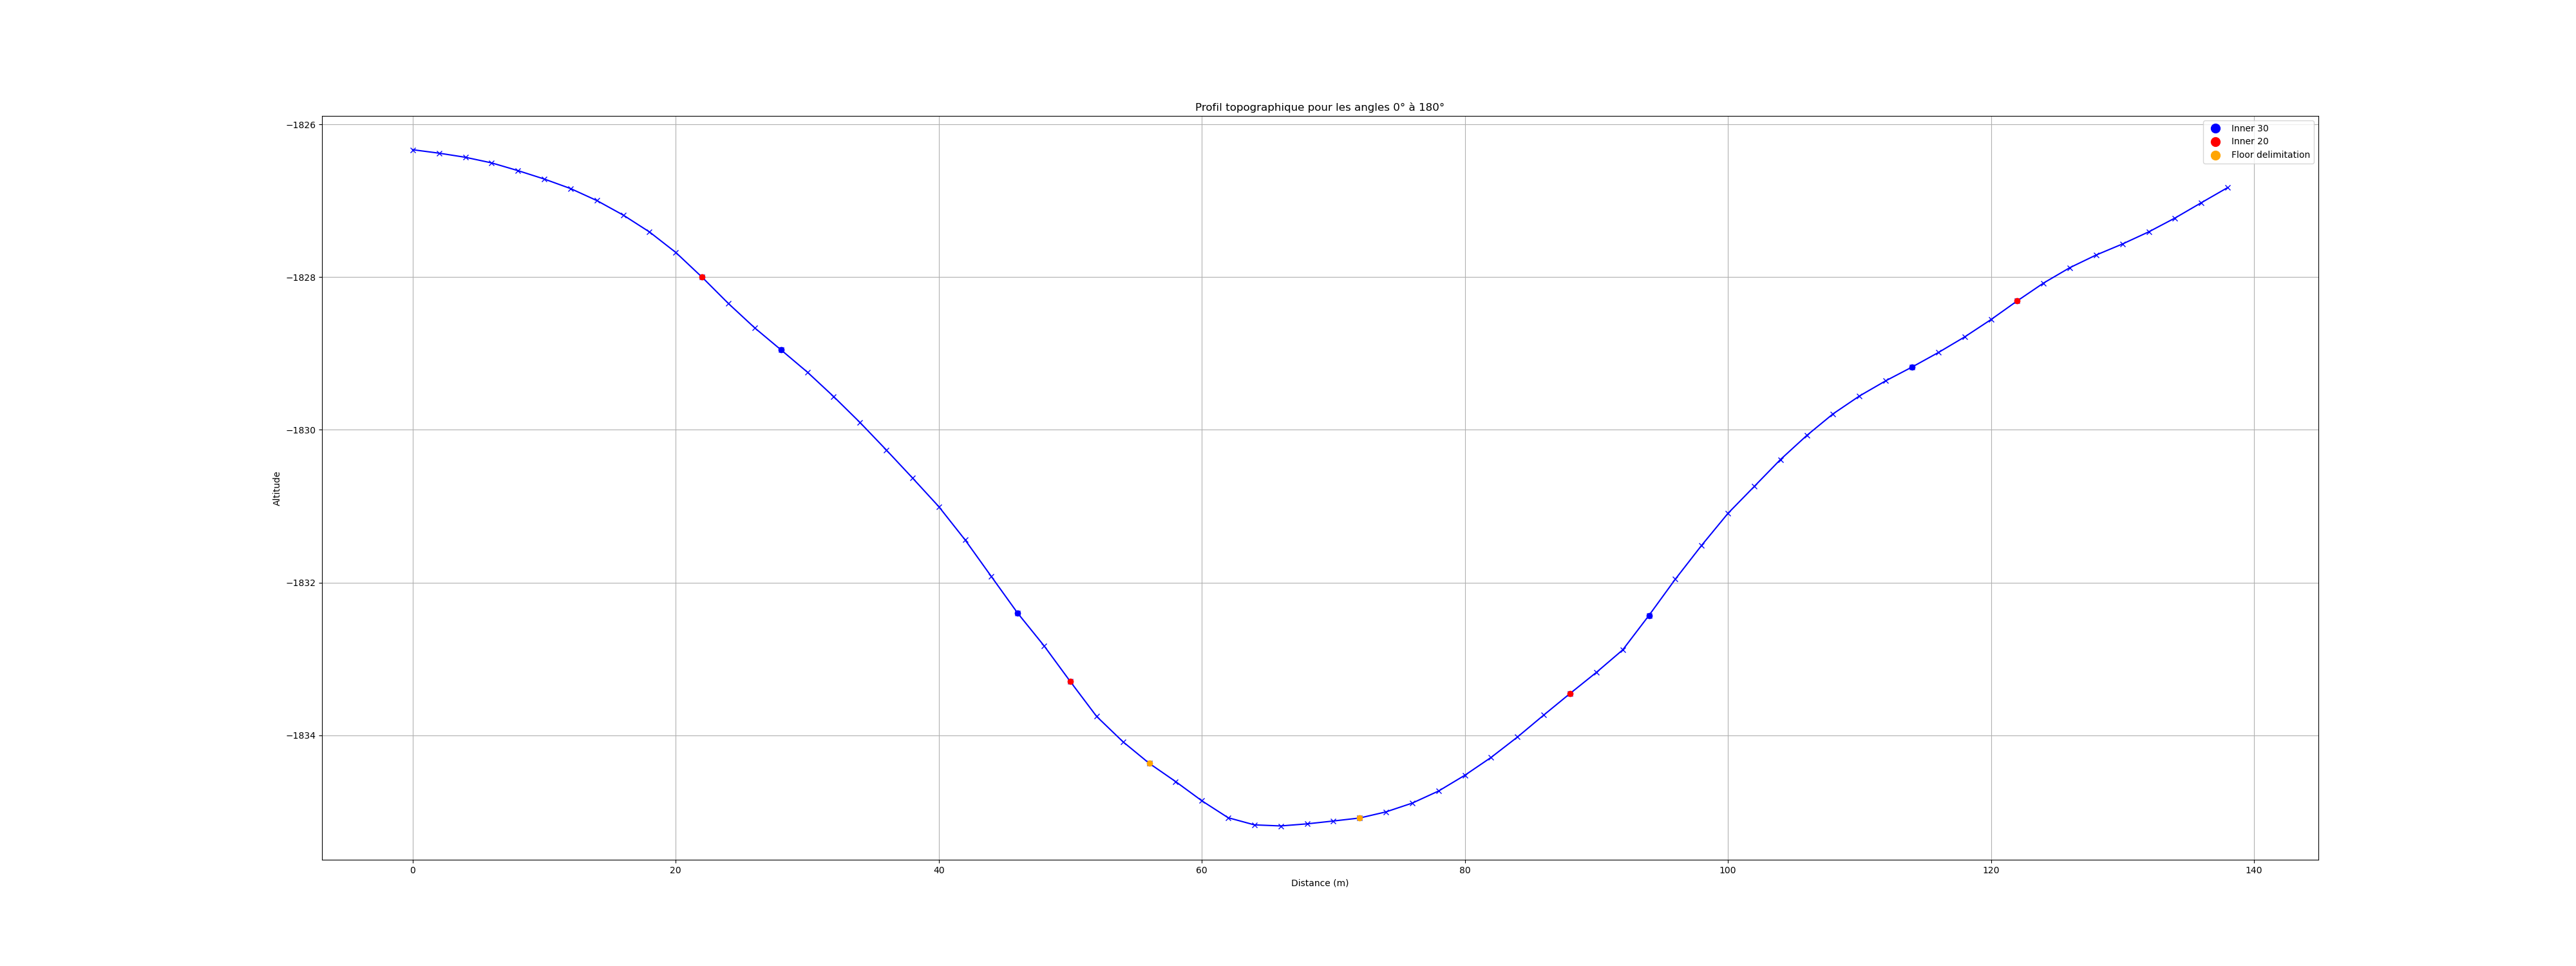 Profil topographique pour les angles 0° à 180°
Inner 30
Inner 20
Floor delimitation
Altitude
−1826
−1828
−1830
−1832
−1834
0 20 40 60 80 100 120 140
Distance (m)